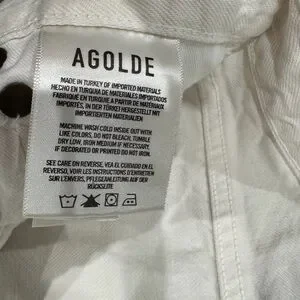 AGOLDE
MADE IN TURKEY OF IMPORTED MATERIALS
HECHO EN TURQUIA DE MATERIALES IMPORTADOS
FABRIQUÉ EN TURQUIE A PARTIR DE MATÉRIAUX
IMPORTÉS, IN DER TÜRKEI HERGESTELLT MIT
IMPORTIERTEN MATERIALIEN
MACHINE WASH COLD INSIDE OUT WITH
LIKE COLORS, DO NOT BLEACH, TUMBLE
DRY LOW, IRON MEDIUM IF NECESSARY.
IF DECORATED OR PRINTED DO NOT IRON.
SEE CARE ON REVERSE, VEA EL CUIDADO EN EL
REVERSO, VOIR LES INSTRUCTIONS D'ENTRETIEN
SUR L'ENVERS, PFLEGEANLEITUNG AUF DER
RÜCKSEITE